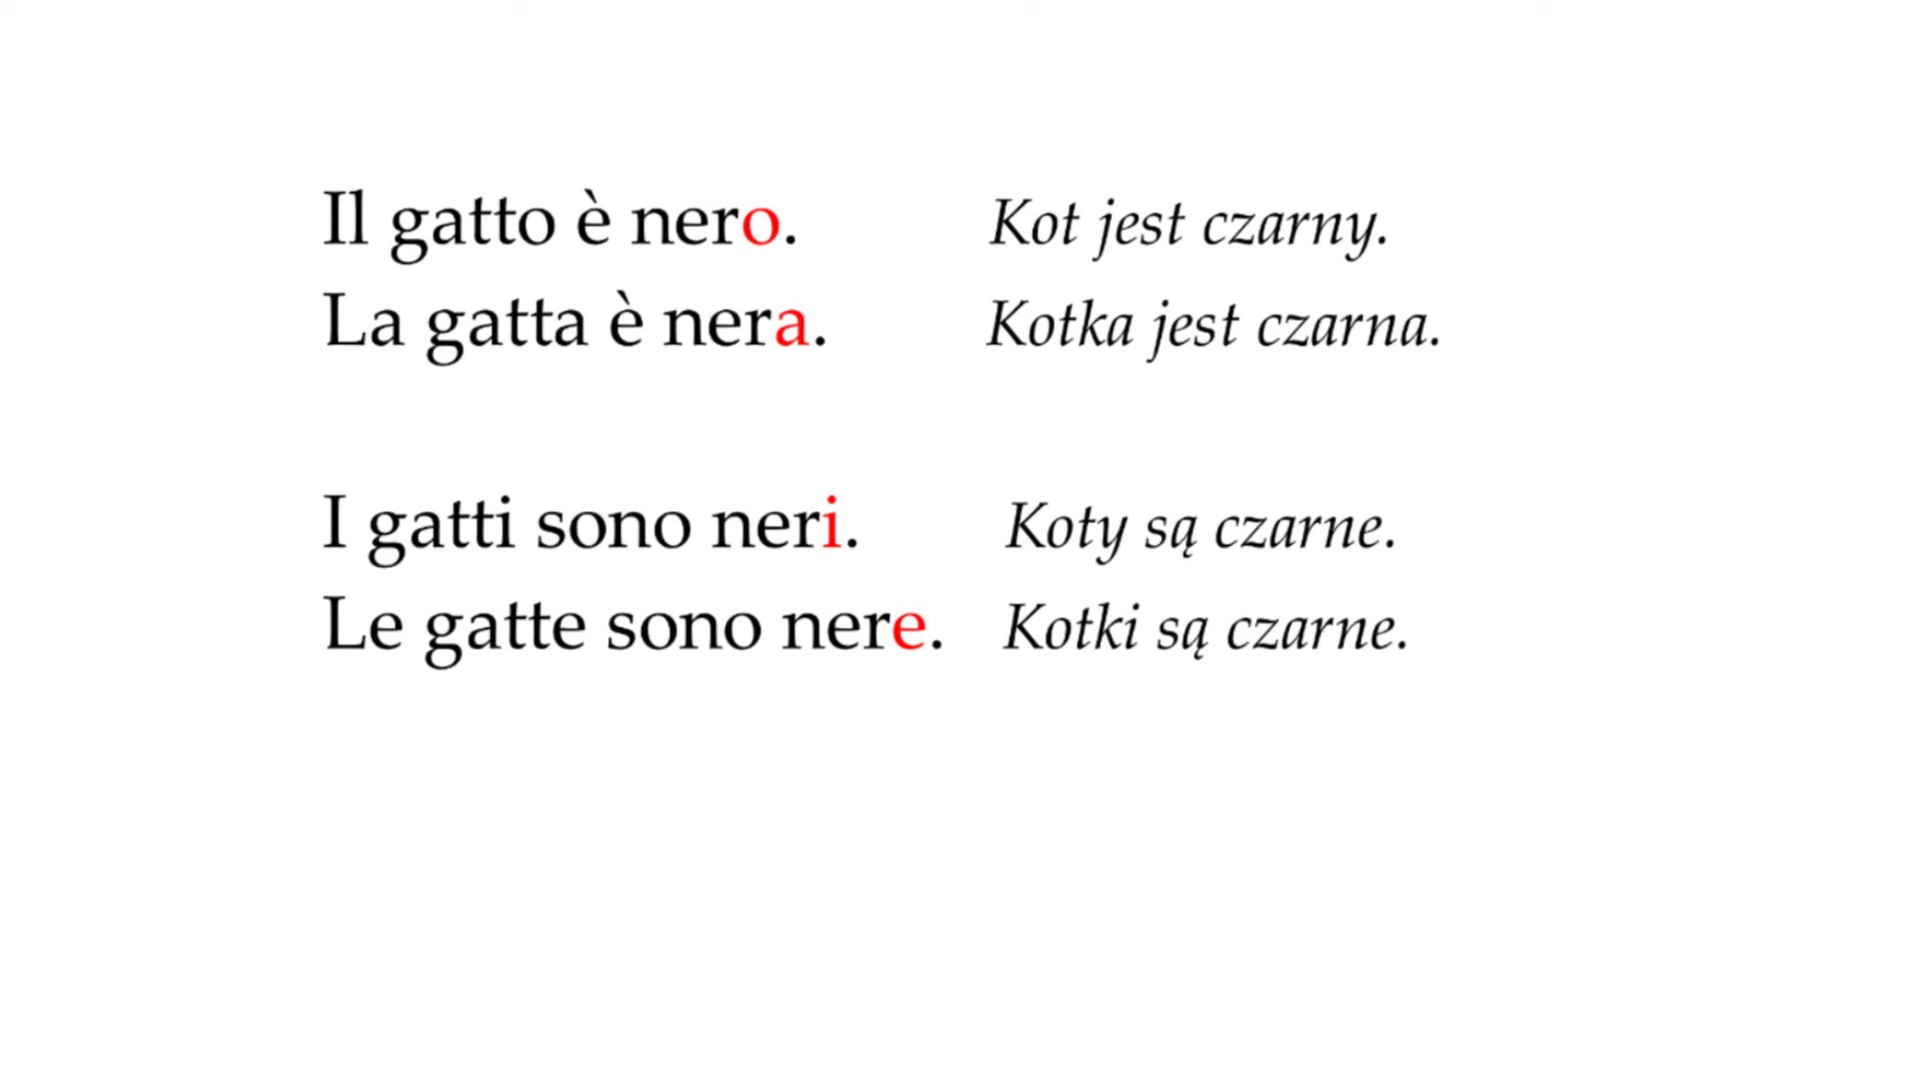 Il gatto è nero. Kot jest czarny.
La gatta è nera. Kotka jest czarna.
I gatti sono neri. Koty są czarne.
Le gatte sono nere. Kotki są czarne.